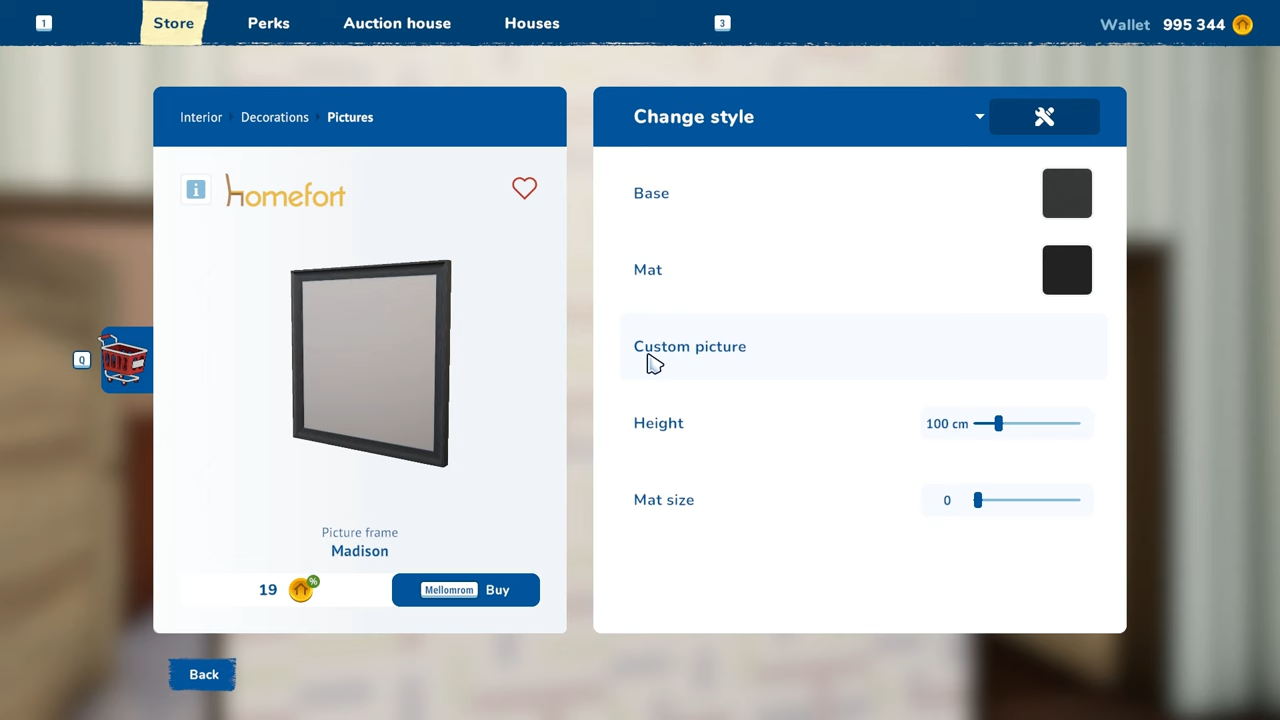 1
Store
Perks
Auction house
Houses
3
Wallet 995 344
Interior Decorations Pictures
i
homefort
Picture frame
Madison
19 %
Mellomrom Buy
Q
Back
Change style
Base
Mat
Custom picture
Height 100 cm
Mat size 0